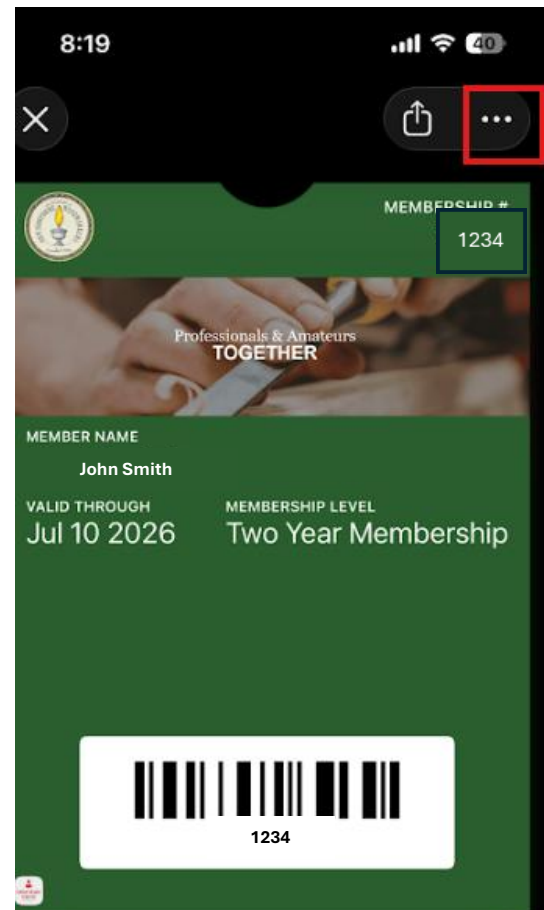 8:19
40
MEMBERSHIP #
1234
Professionals & Amateurs
TOGETHER
MEMBER NAME
John Smith
VALID THROUGH
MEMBERSHIP LEVEL
Jul 10 2026
Two Year Membership
1234